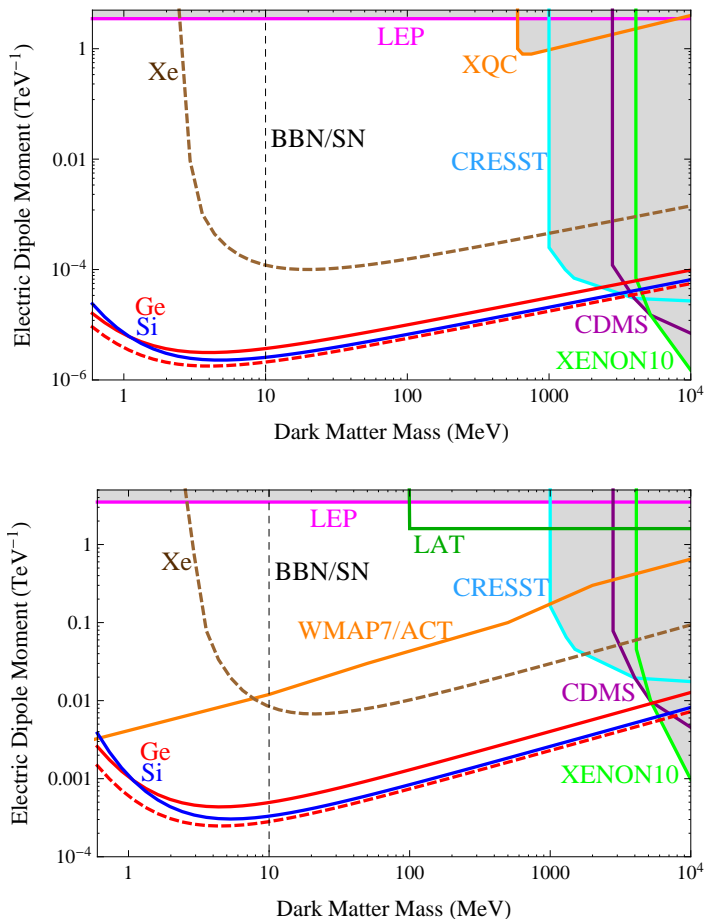 LEP
1
Xe
XQC
BBN/SN
CRESST
0.01
Electric Dipole Moment (TeV⁻¹)
10⁻⁴
Ge
Si
CDMS
XENON10
10⁻⁶
1 10 100 1000 10⁴
Dark Matter Mass (MeV)
LEP
1
LAT
Xe
BBN/SN
CRESST
0.1
WMAP7/ACT
Electric Dipole Moment (TeV⁻¹)
0.01
CDMS
Ge
Si
XENON10
0.001
10⁻⁴
1 10 100 1000 10⁴
Dark Matter Mass (MeV)